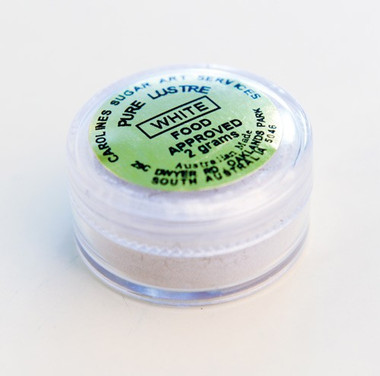 CAROLINES SUGAR ART SERVICES
PURE LUSTRE
WHITE
FOOD
APPROVED
2 grams
Australian Made
29C DWYER RD OAKLANDS PARK
SOUTH AUSTRALIA 5046